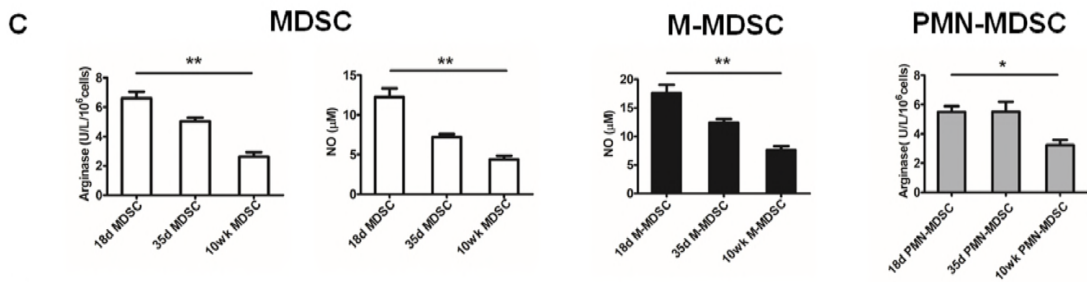 C
MDSC
M-MDSC
PMN-MDSC
**
Arginase (U/L/10⁶cells)
8
6
4
2
0
18d MDSC
35d MDSC
10wk MDSC
**
NO (μM)
15
10
5
0
18d MDSC
35d MDSC
10wk MDSC
**
NO (μM)
20
15
10
5
0
18d M-MDSC
35d M-MDSC
10wk M-MDSC
*
Arginase( U/L/10⁶cells)
8
6
4
2
0
18d PMN-MDSC
35d PMN-MDSC
10wk PMN-MDSC